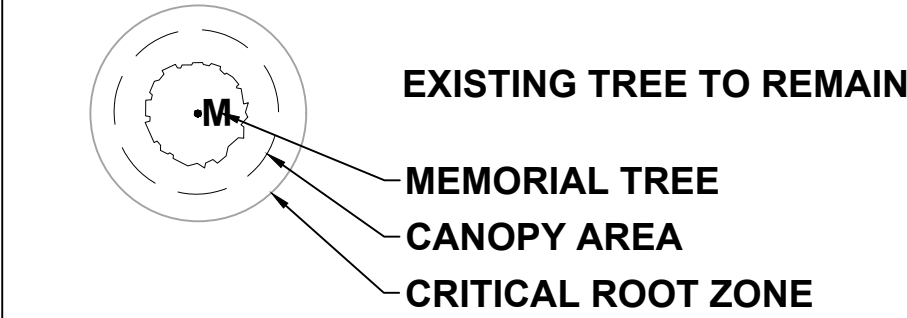 EXISTING TREE TO REMAIN
M
MEMORIAL TREE
CANOPY AREA
CRITICAL ROOT ZONE